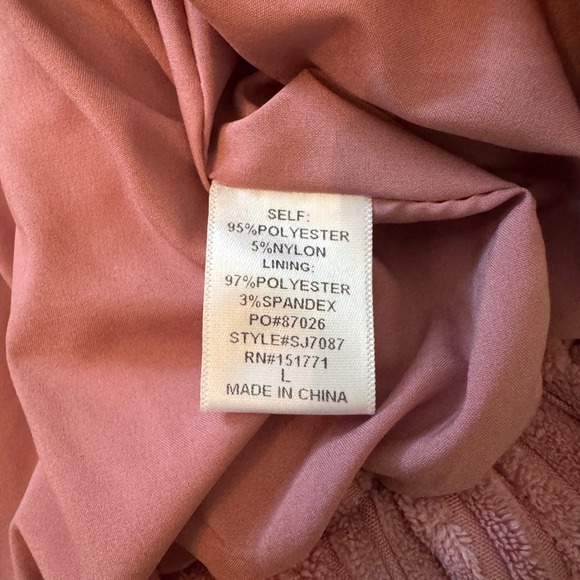 SELF:
95%POLYESTER
5%NYLON
LINING:
97%POLYESTER
3%SPANDEX
PO#87026
STYLE#SJ7087
RN#151771
L
MADE IN CHINA